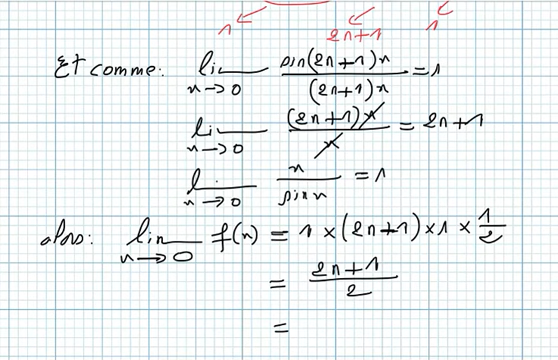 1 2n+1 1
Et comme: lim x→0 sin(2n+1)x / (2n+1)x = 1
lim x→0 (2n+1)x / x = 2n+1
lim x→0 x / sin x = 1
alors: lim x→0 f(x) = 1 × (2n+1) × 1 × 1/2
= 2n+1 / 2
=